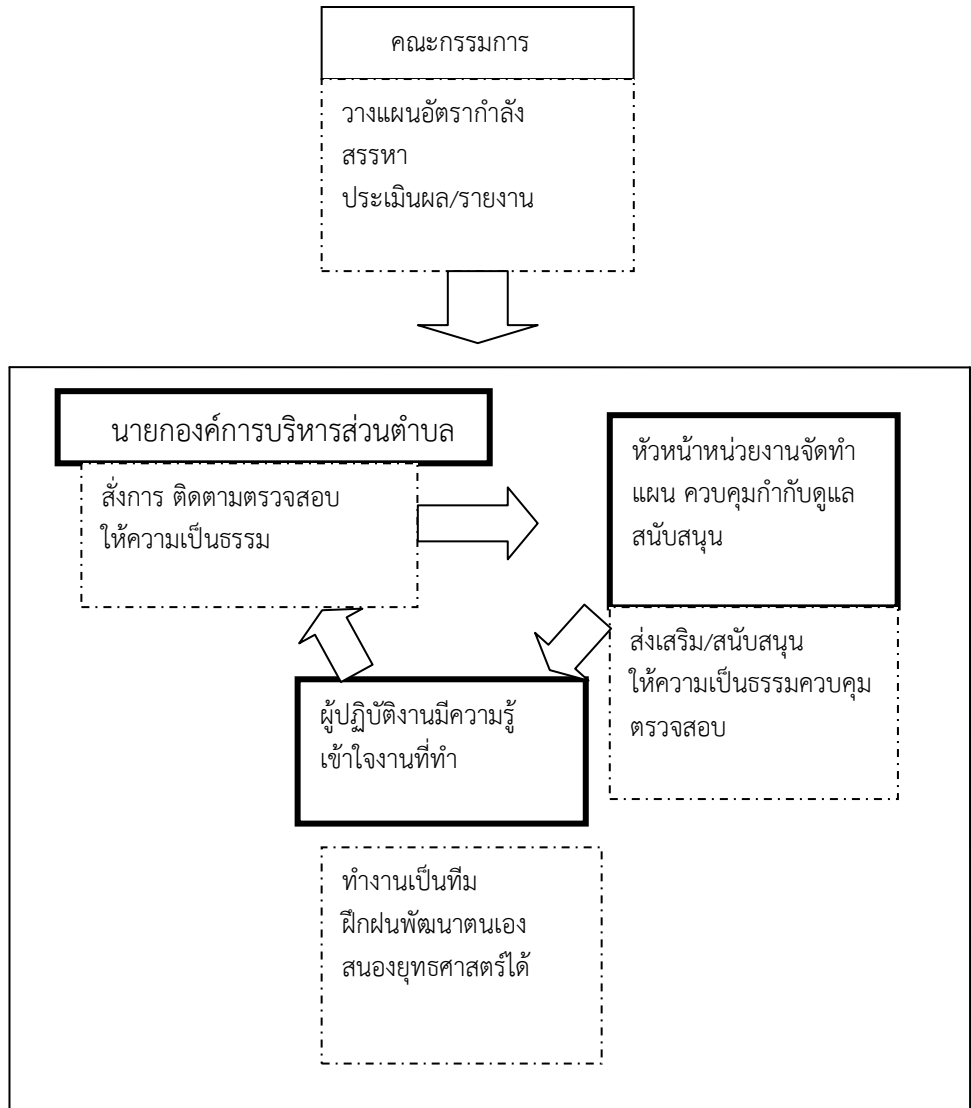 คณะกรรมการ
วางแผนอัตรากำลัง
สรรหา
ประเมินผล/รายงาน
นายกองค์การบริหารส่วนตำบล
สั่งการ ติดตามตรวจสอบ
ให้ความเป็นธรรม
หัวหน้าหน่วยงานจัดทำ
แผน ควบคุมกำกับดูแล
สนับสนุน
ส่งเสริม/สนับสนุน
ให้ความเป็นธรรมควบคุม
ตรวจสอบ
ผู้ปฏิบัติงานมีความรู้
เข้าใจงานที่ทำ
ทำงานเป็นทีม
ฝึกฝนพัฒนาตนเอง
สนองยุทธศาสตร์ได้